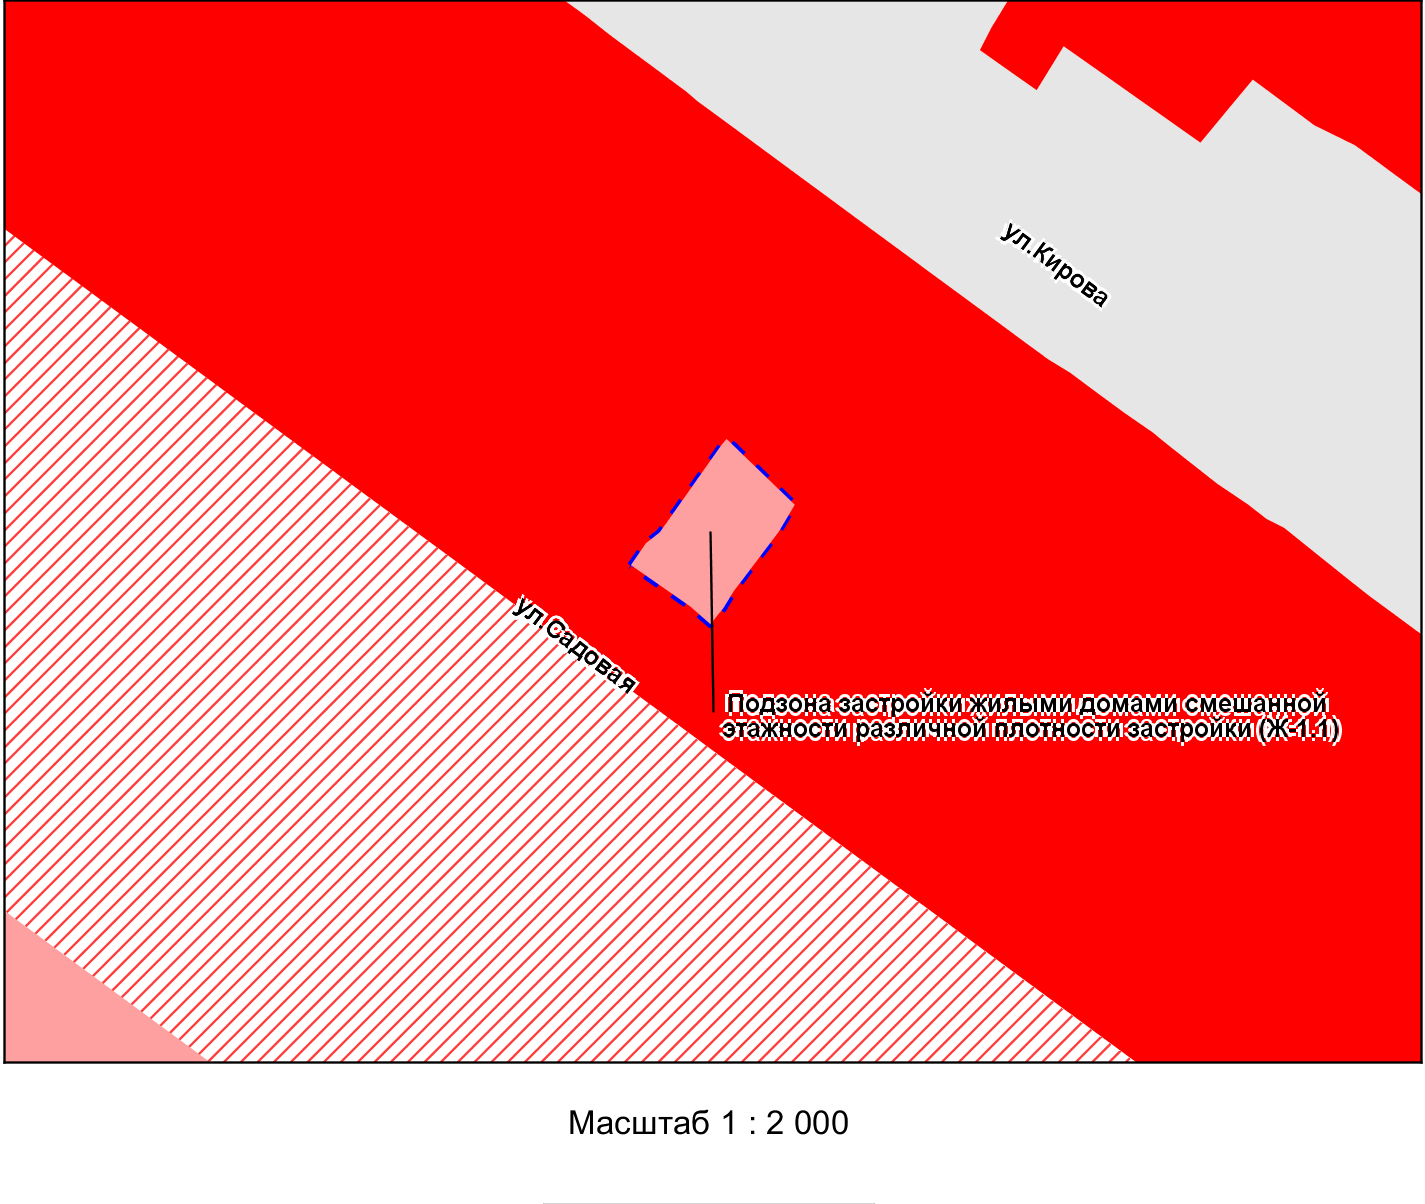 ул.Кирова
ул.Садовая
Подзона застройки жилыми домами смешанной
этажности различной плотности застройки (Ж-1.1)
Масштаб 1 : 2 000